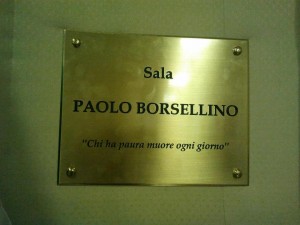 Sala
PAOLO BORSELLINO
"Chi ha paura muore ogni giorno"